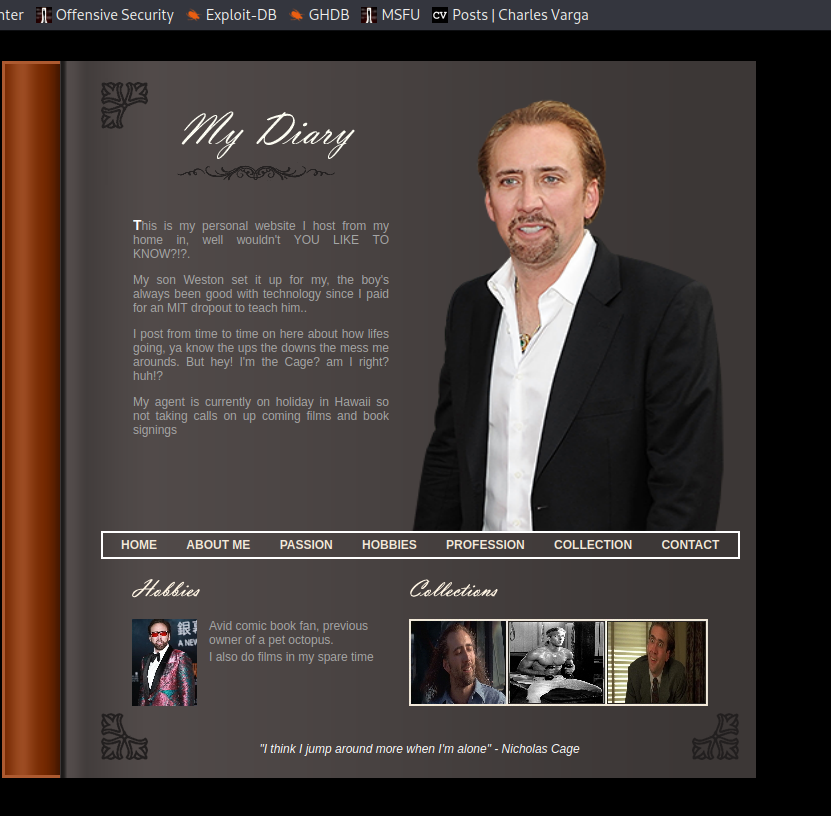 nter Offensive Security Exploit-DB GHDB MSFU CV Posts | Charles Varga
My Diary
This is my personal website I host from my
home in, well wouldn't YOU LIKE TO
KNOW?!?.
My son Weston set it up for my, the boy's
always been good with technology since I paid
for an MIT dropout to teach him..
I post from time to time on here about how lifes
going, ya know the ups the downs the mess me
arounds. But hey! I'm the Cage? am I right?
huh!?
My agent is currently on holiday in Hawaii so
not taking calls on up coming films and book
signings
HOME ABOUT ME PASSION HOBBIES PROFESSION COLLECTION CONTACT
Hobbies
Avid comic book fan, previous
owner of a pet octopus.
I also do films in my spare time
Collections
"I think I jump around more when I'm alone" - Nicholas Cage